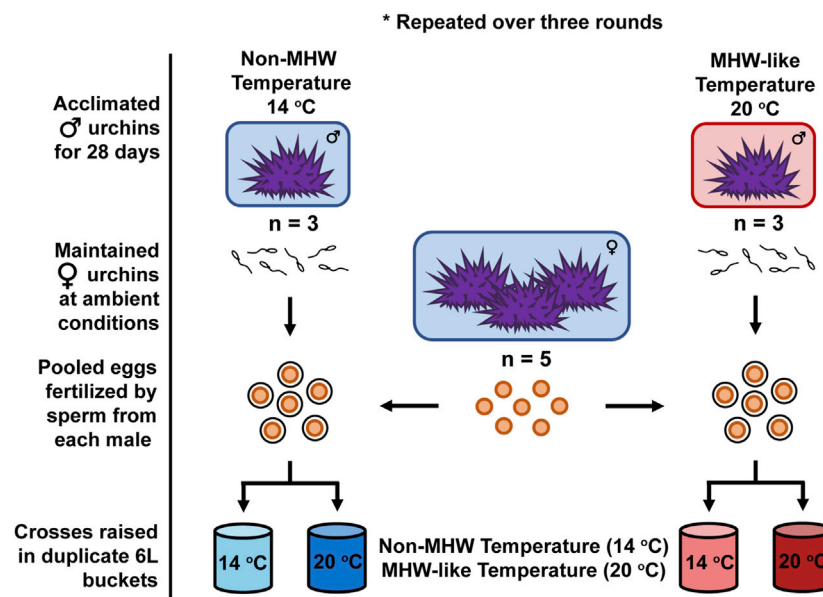 * Repeated over three rounds
Non-MHW
Temperature
14 °C
MHW-like
Temperature
20 °C
Acclimated
♂ urchins
for 28 days
♂
♂
n = 3
n = 3
Maintained
♀ urchins
at ambient
conditions
♀
n = 5
Pooled eggs
fertilized by
sperm from
each male
Crosses raised
in duplicate 6L
buckets
14 °C
20 °C
Non-MHW Temperature (14 °C)
MHW-like Temperature (20 °C)
14 °C
20 °C